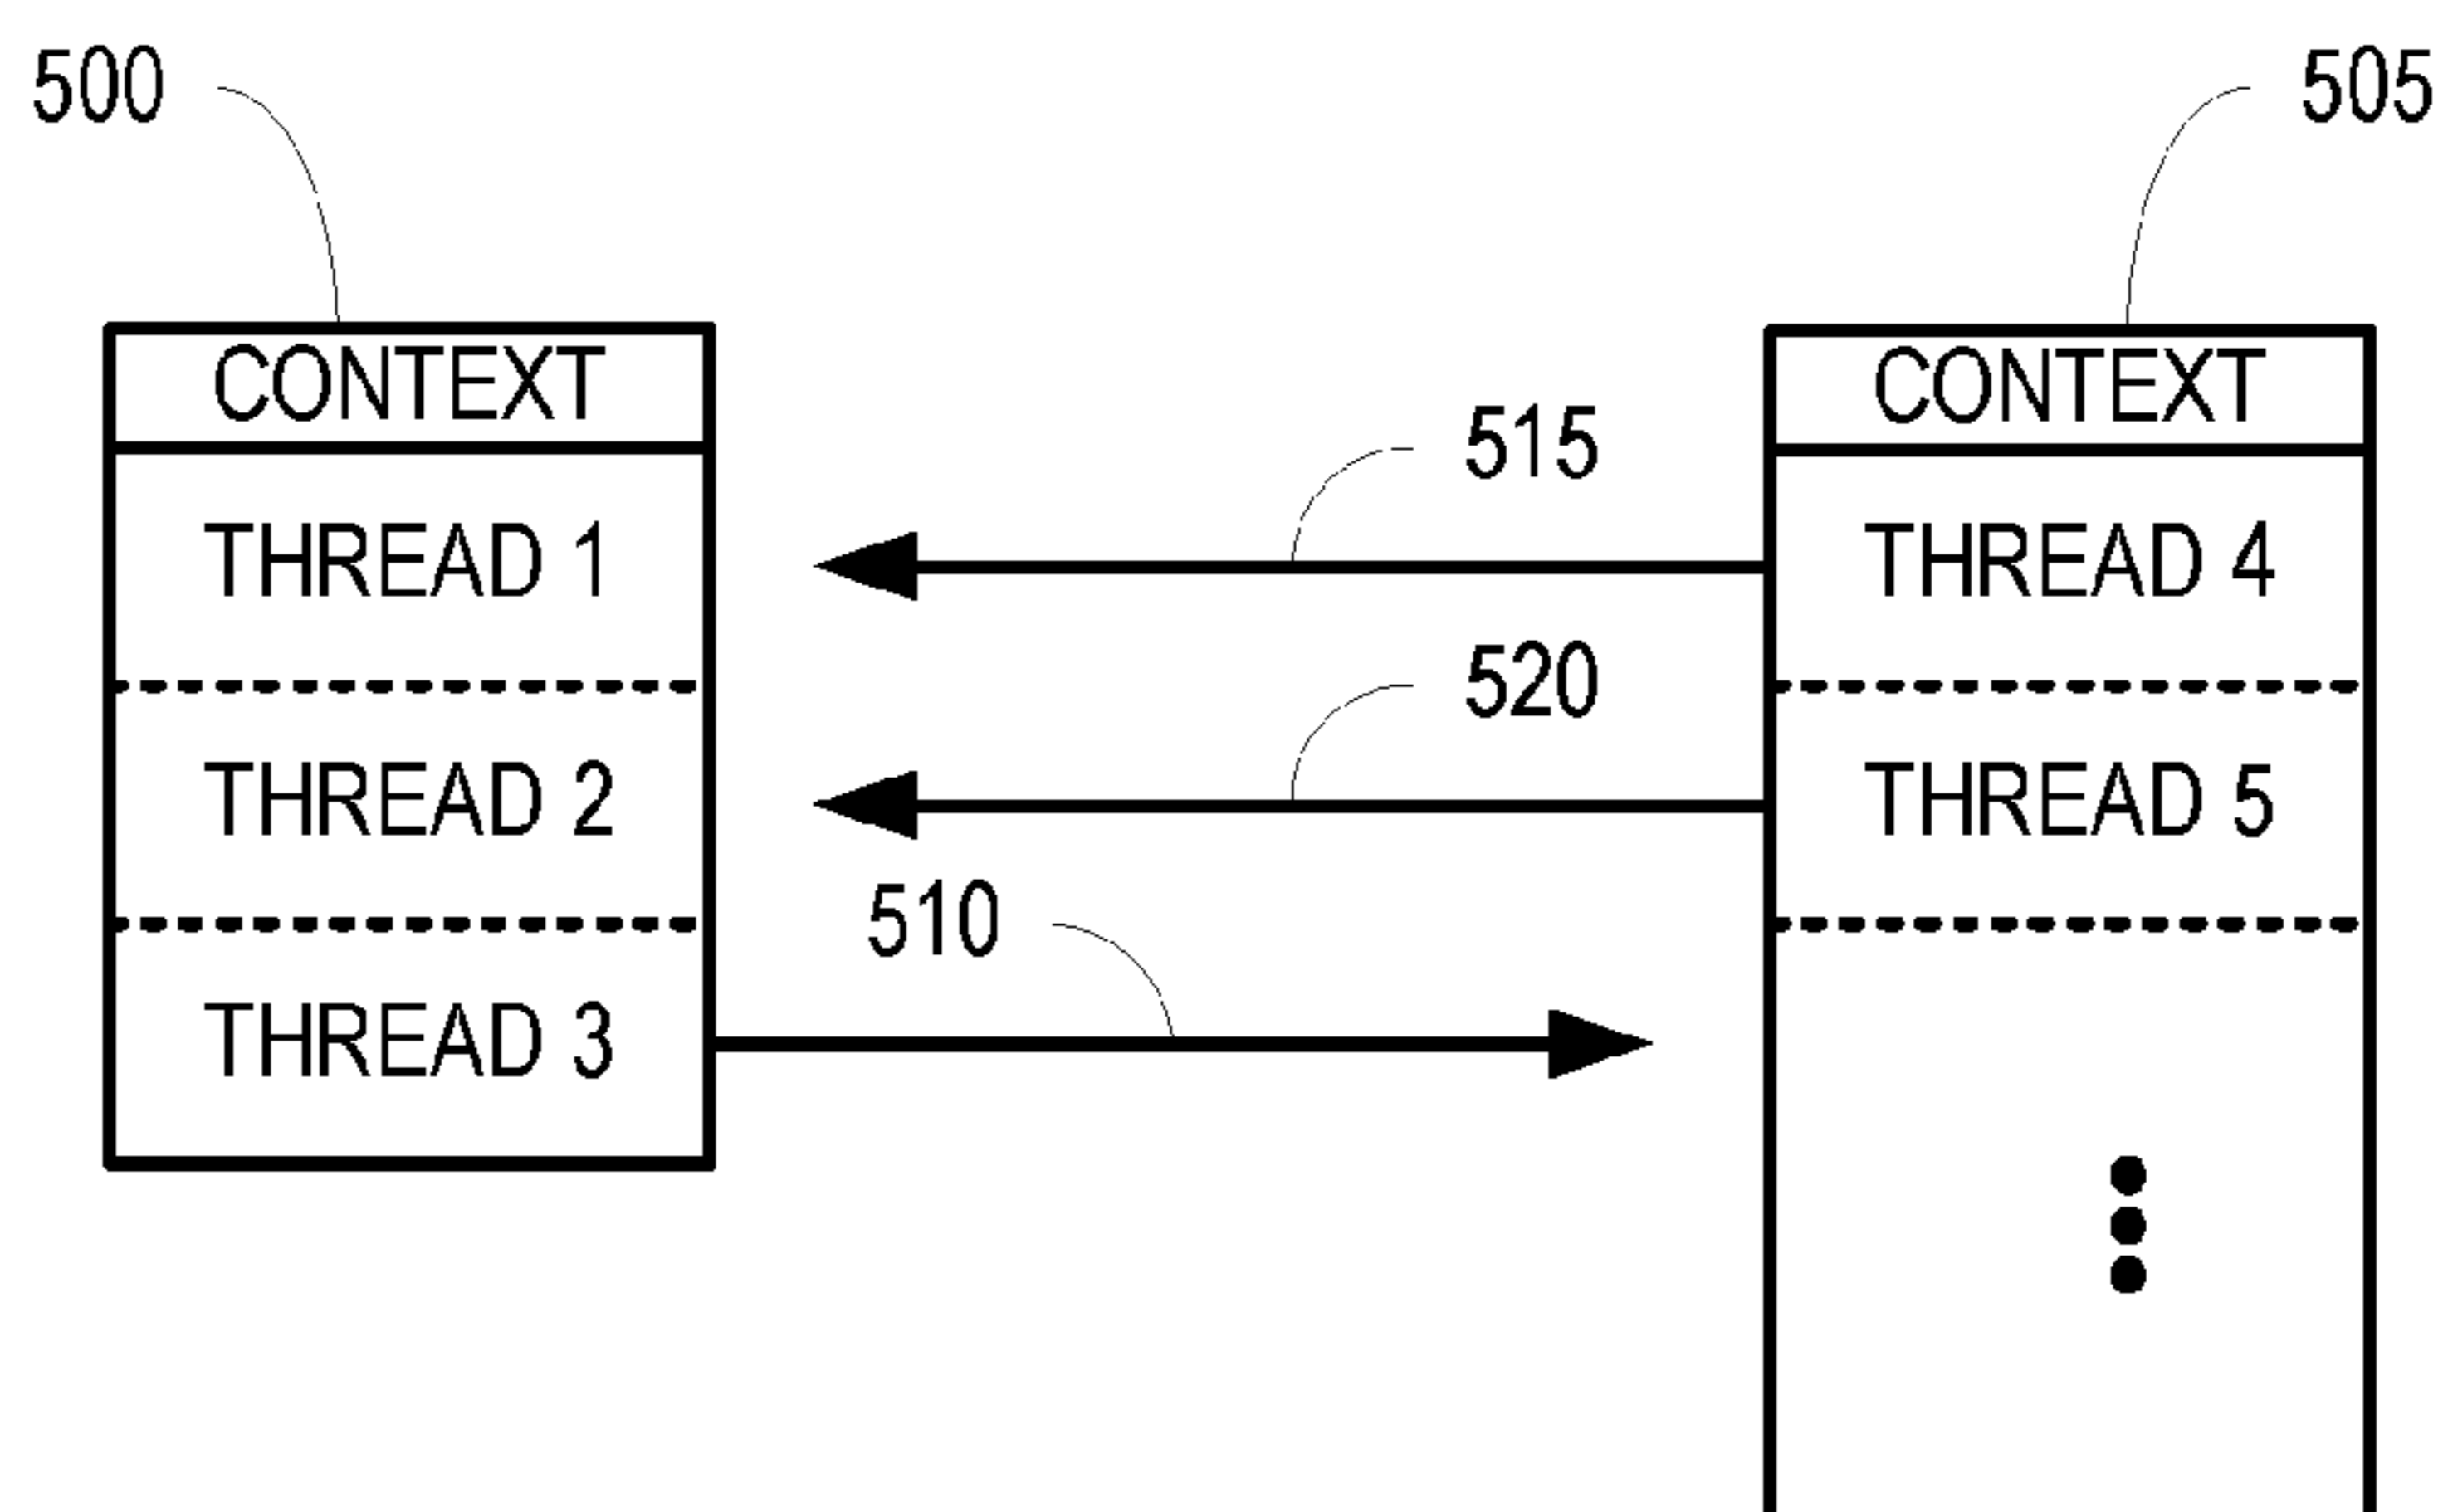 500
505
CONTEXT
CONTEXT
515
THREAD 1
THREAD 4
520
THREAD 2
THREAD 5
510
THREAD 3